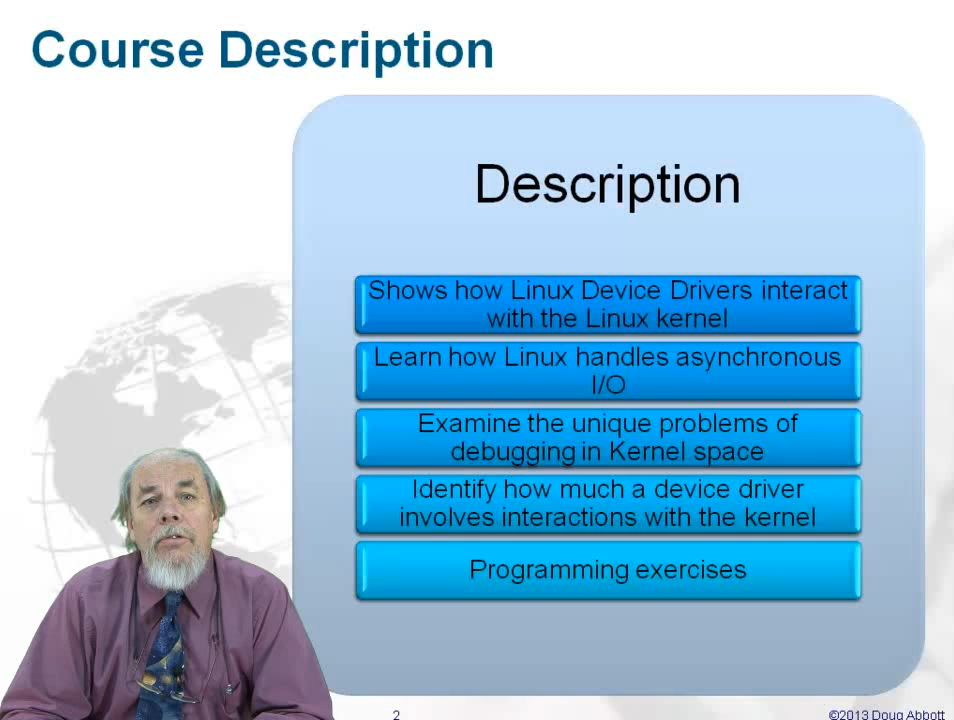 Course Description
Description
Shows how Linux Device Drivers interact
with the Linux kernel
Learn how Linux handles asynchronous
I/O
Examine the unique problems of
debugging in Kernel space
Identify how much a device driver
involves interactions with the kernel
Programming exercises
2
©2013 Doug Abbott